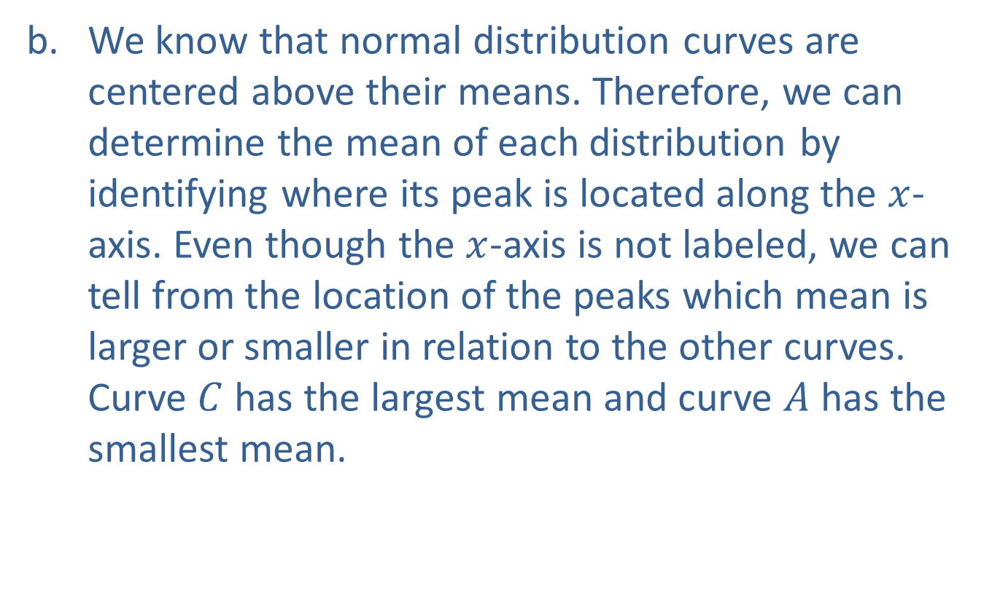 b. We know that normal distribution curves are
centered above their means. Therefore, we can
determine the mean of each distribution by
identifying where its peak is located along the x-
axis. Even though the x-axis is not labeled, we can
tell from the location of the peaks which mean is
larger or smaller in relation to the other curves.
Curve C has the largest mean and curve A has the
smallest mean.